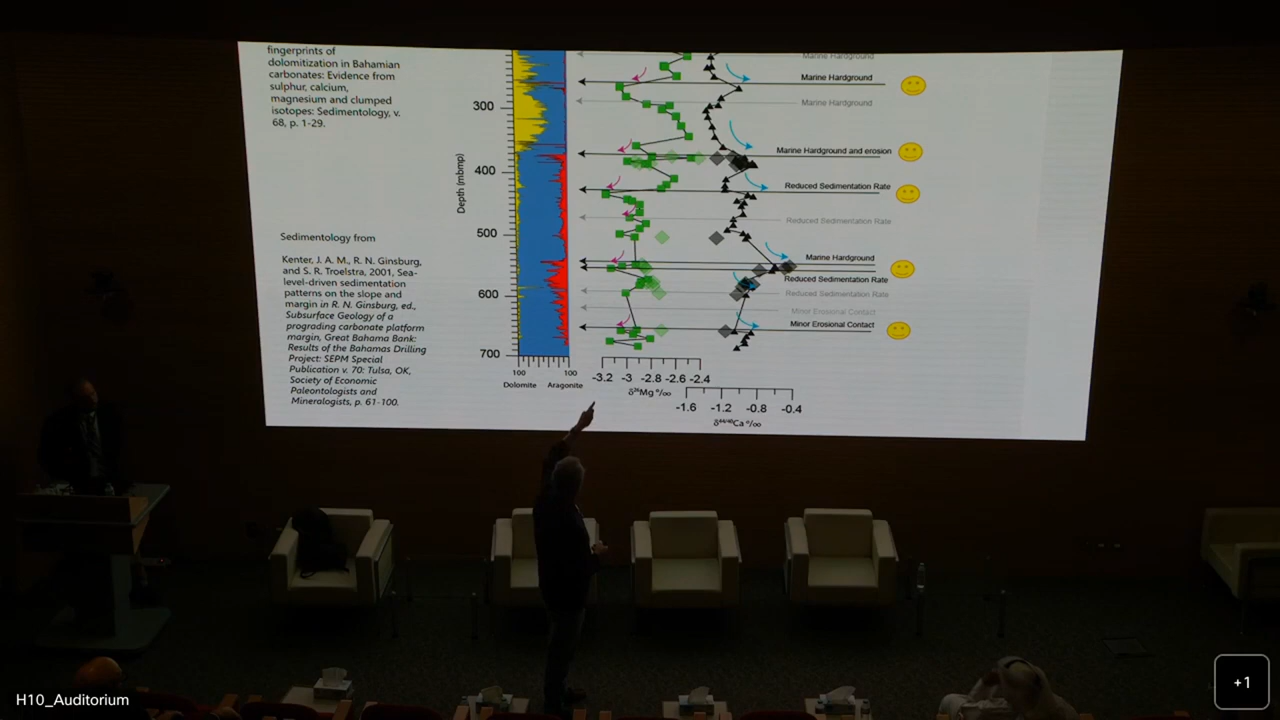 fingerprints of
dolomitization in Bahamian
carbonates: Evidence from
sulphur, calcium,
magnesium and clumped
isotopes: Sedimentology, v.
68, p. 1-29.
Sedimentology from
Kenter, J. A. M., R. N. Ginsburg,
and S. R. Troelstra, 2001, Sea-
level-driven sedimentation
patterns on the slope and
margin in R. N. Ginsburg, ed.,
Subsurface Geology of a
prograding carbonate platform
margin, Great Bahama Bank:
Results of the Bahamas Drilling
Project: SEPM Special
Publication v. 70: Tulsa, OK,
Society of Economic
Paleontologists and
Mineralogists, p. 61-100.
Depth (mbmp)
300
400
500
600
700
100 100
Dolomite Aragonite
-3.2 -3 -2.8 -2.6 -2.4
δ²⁶Mg ‰
-1.6 -1.2 -0.8 -0.4
δ⁴⁴/⁴⁰Ca ‰
Marine Hardground
Marine Hardground
Marine Hardground
Marine Hardground and erosion
Reduced Sedimentation Rate
Reduced Sedimentation Rate
Marine Hardground
Reduced Sedimentation Rate
Reduced Sedimentation Rate
Minor Erosional Contact
Minor Erosional Contact
H10_Auditorium
+1